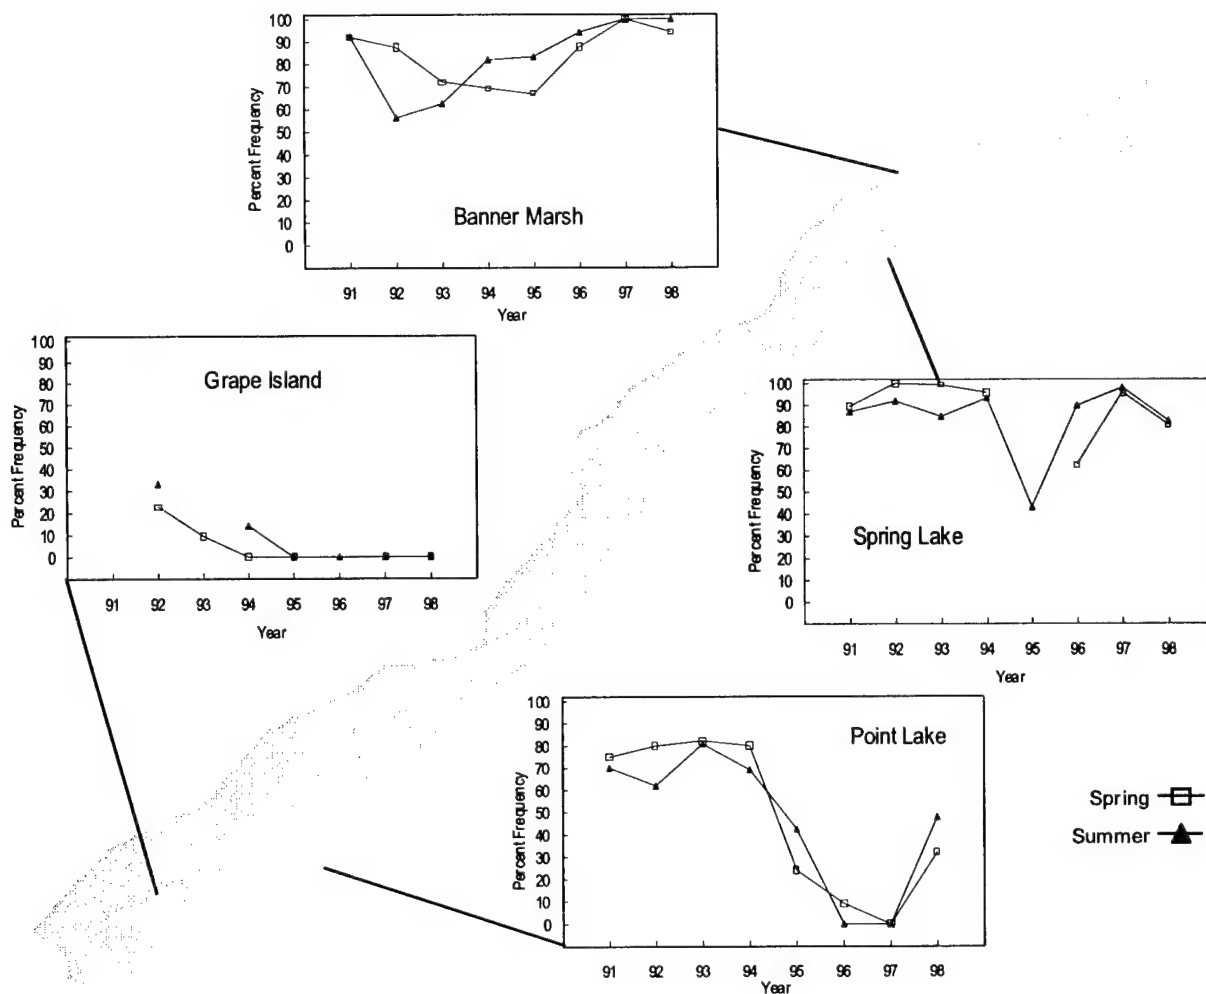 100
90
80
70
60
50
40
30
20
10
0
Percent Frequency
Banner Marsh
91 92 93 94 95 96 97 98
Year
100
90
80
70
60
50
40
30
20
10
0
Percent Frequency
Grape Island
91 92 93 94 95 96 97 98
Year
100
90
80
70
60
50
40
30
20
10
0
Percent Frequency
Spring Lake
91 92 93 94 95 96 97 98
Year
100
90
80
70
60
50
40
30
20
10
0
Percent Frequency
Point Lake
91 92 93 94 95 96 97 98
Year
Spring
Summer